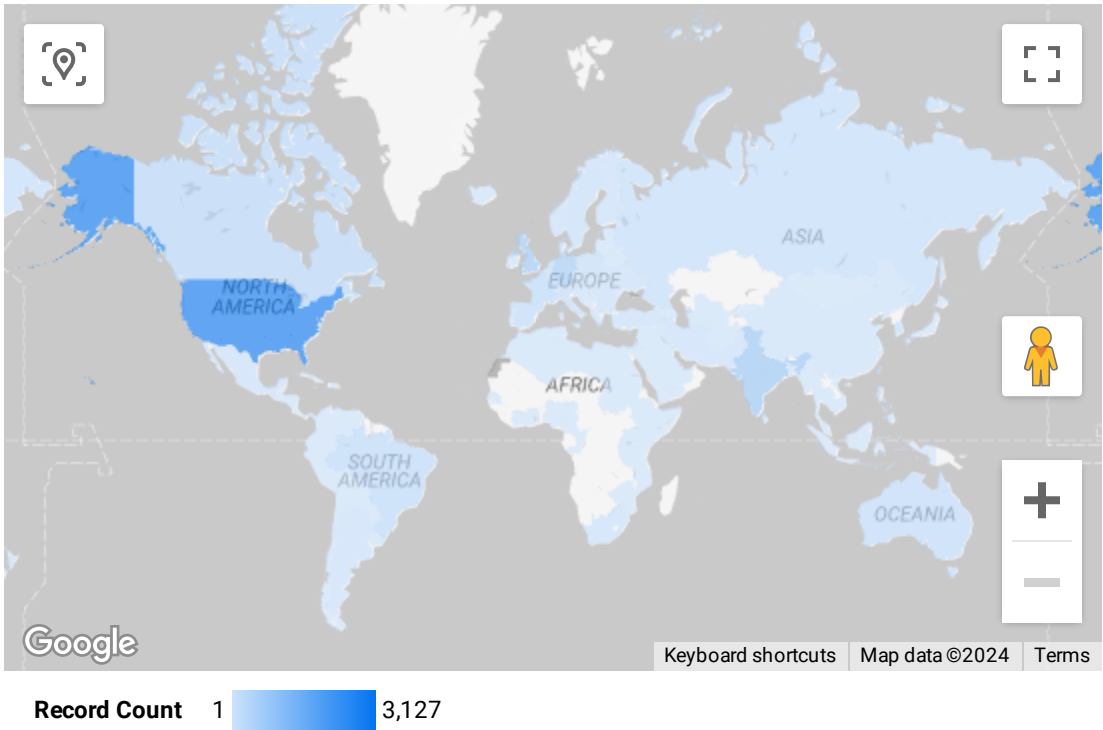 ASIA
EUROPE
NORTH
AMERICA
AFRICA
SOUTH
AMERICA
OCEANIA
Google
Keyboard shortcuts
Map data ©2024
Terms
Record Count 1 3,127